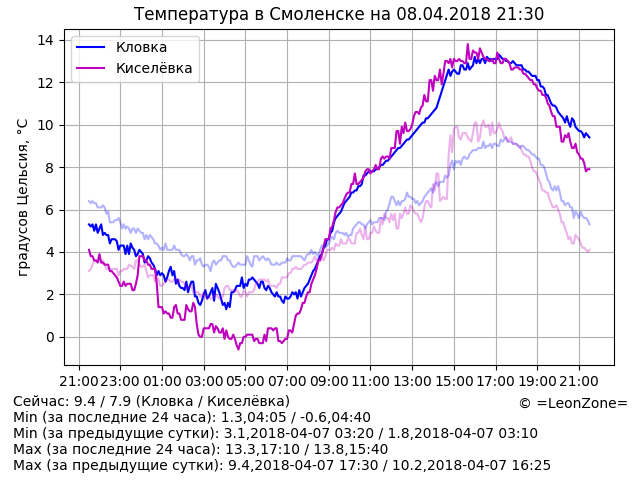 Температура в Смоленске на 08.04.2018 21:30
градусов Цельсия, °C
14
12
10
8
6
4
2
0
Кловка
Киселёвка
21:00 23:00 01:00 03:00 05:00 07:00 09:00 11:00 13:00 15:00 17:00 19:00 21:00
Сейчас: 9.4 / 7.9 (Кловка / Киселёвка)
© =LeonZone=
Min (за последние 24 часа): 1.3,04:05 / -0.6,04:40
Min (за предыдущие сутки): 3.1,2018-04-07 03:20 / 1.8,2018-04-07 03:10
Max (за последние 24 часа): 13.3,17:10 / 13.8,15:40
Max (за предыдущие сутки): 9.4,2018-04-07 17:30 / 10.2,2018-04-07 16:25